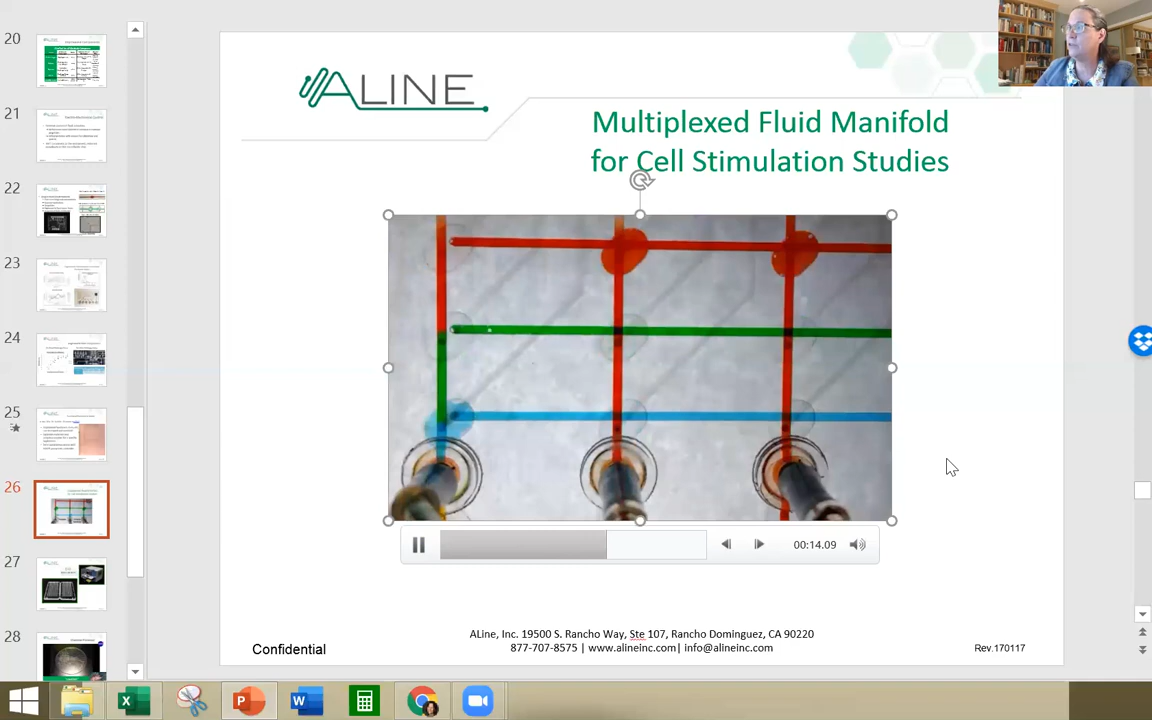 20
21
22
23
24
25
26
27
28
ALINE
Multiplexed Fluid Manifold
for Cell Stimulation Studies
00:14.09
ALine, Inc. 19500 S. Rancho Way, Ste 107, Rancho Dominguez, CA 90220
877-707-8575 | www.alineinc.com| info@alineinc.com
Confidential
Rev.170117